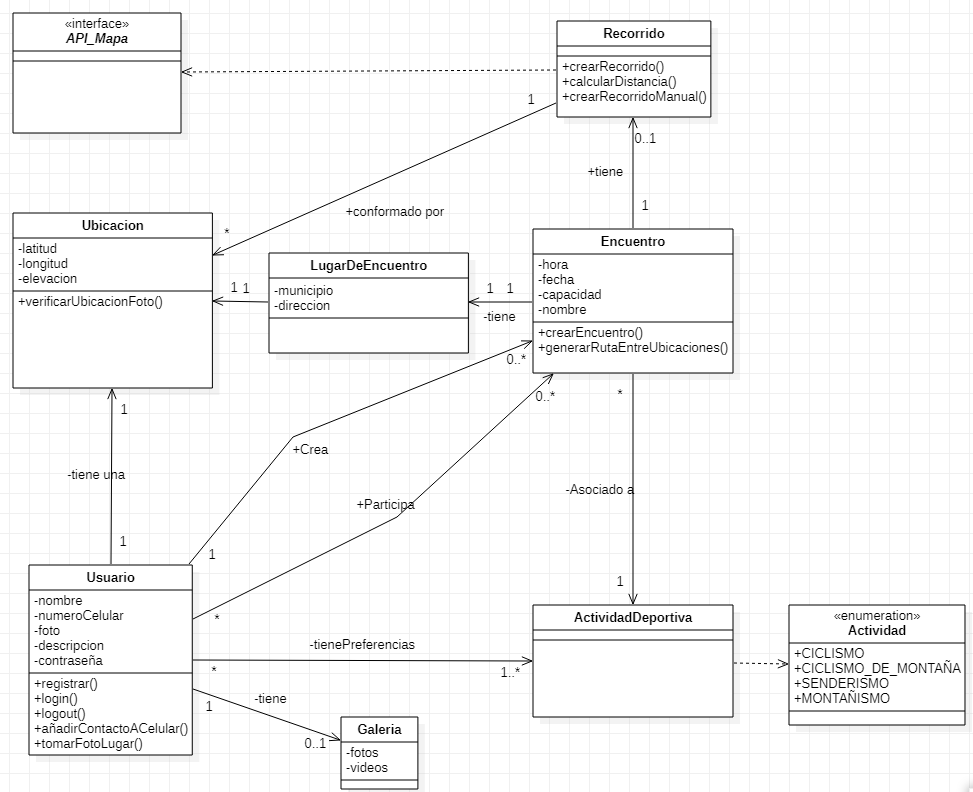 «interface»
API_Mapa
Recorrido
+crearRecorrido()
+calcularDistancia()
+crearRecorridoManual()
1
0..1
+tiene
1
+conformado por
*
Ubicacion
-latitud
-longitud
-elevacion
+verificarUbicacionFoto()
LugarDeEncuentro
-municipio
-direccion
1 1
1 1
-tiene
Encuentro
-hora
-fecha
-capacidad
-nombre
+crearEncuentro()
+generarRutaEntreUbicaciones()
0..*
0..*
*
1
-tiene una
+Crea
+Participa
-Asociado a
1
1
1
Usuario
-nombre
-numeroCelular
-foto
-descripcion
-contraseña
+registrar()
+login()
+logout()
+añadirContactoACelular()
+tomarFotoLugar()
*
-tienePreferencias
*
1..*
ActividadDeportiva
«enumeration»
Actividad
+CICLISMO
+CICLISMO_DE_MONTAÑA
+SENDERISMO
+MONTAÑISMO
-tiene
1
0..1
Galeria
-fotos
-videos